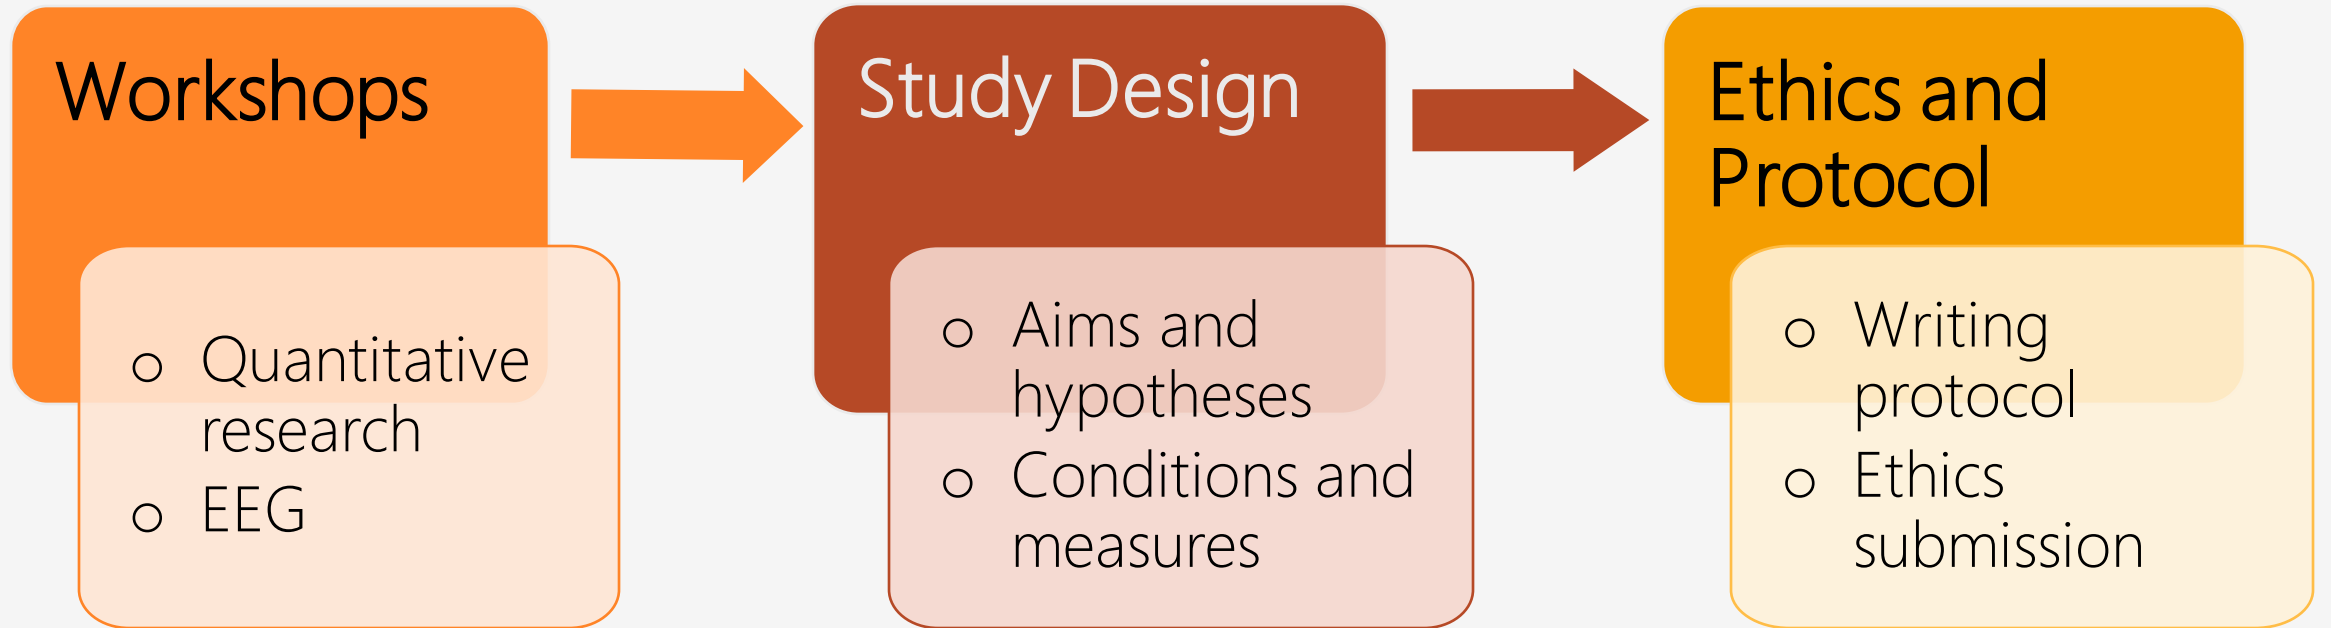 Workshops
○ Quantitative
research
○ EEG
Study Design
○ Aims and
hypotheses
○ Conditions and
measures
Ethics and
Protocol
○ Writing
protocol
○ Ethics
submission